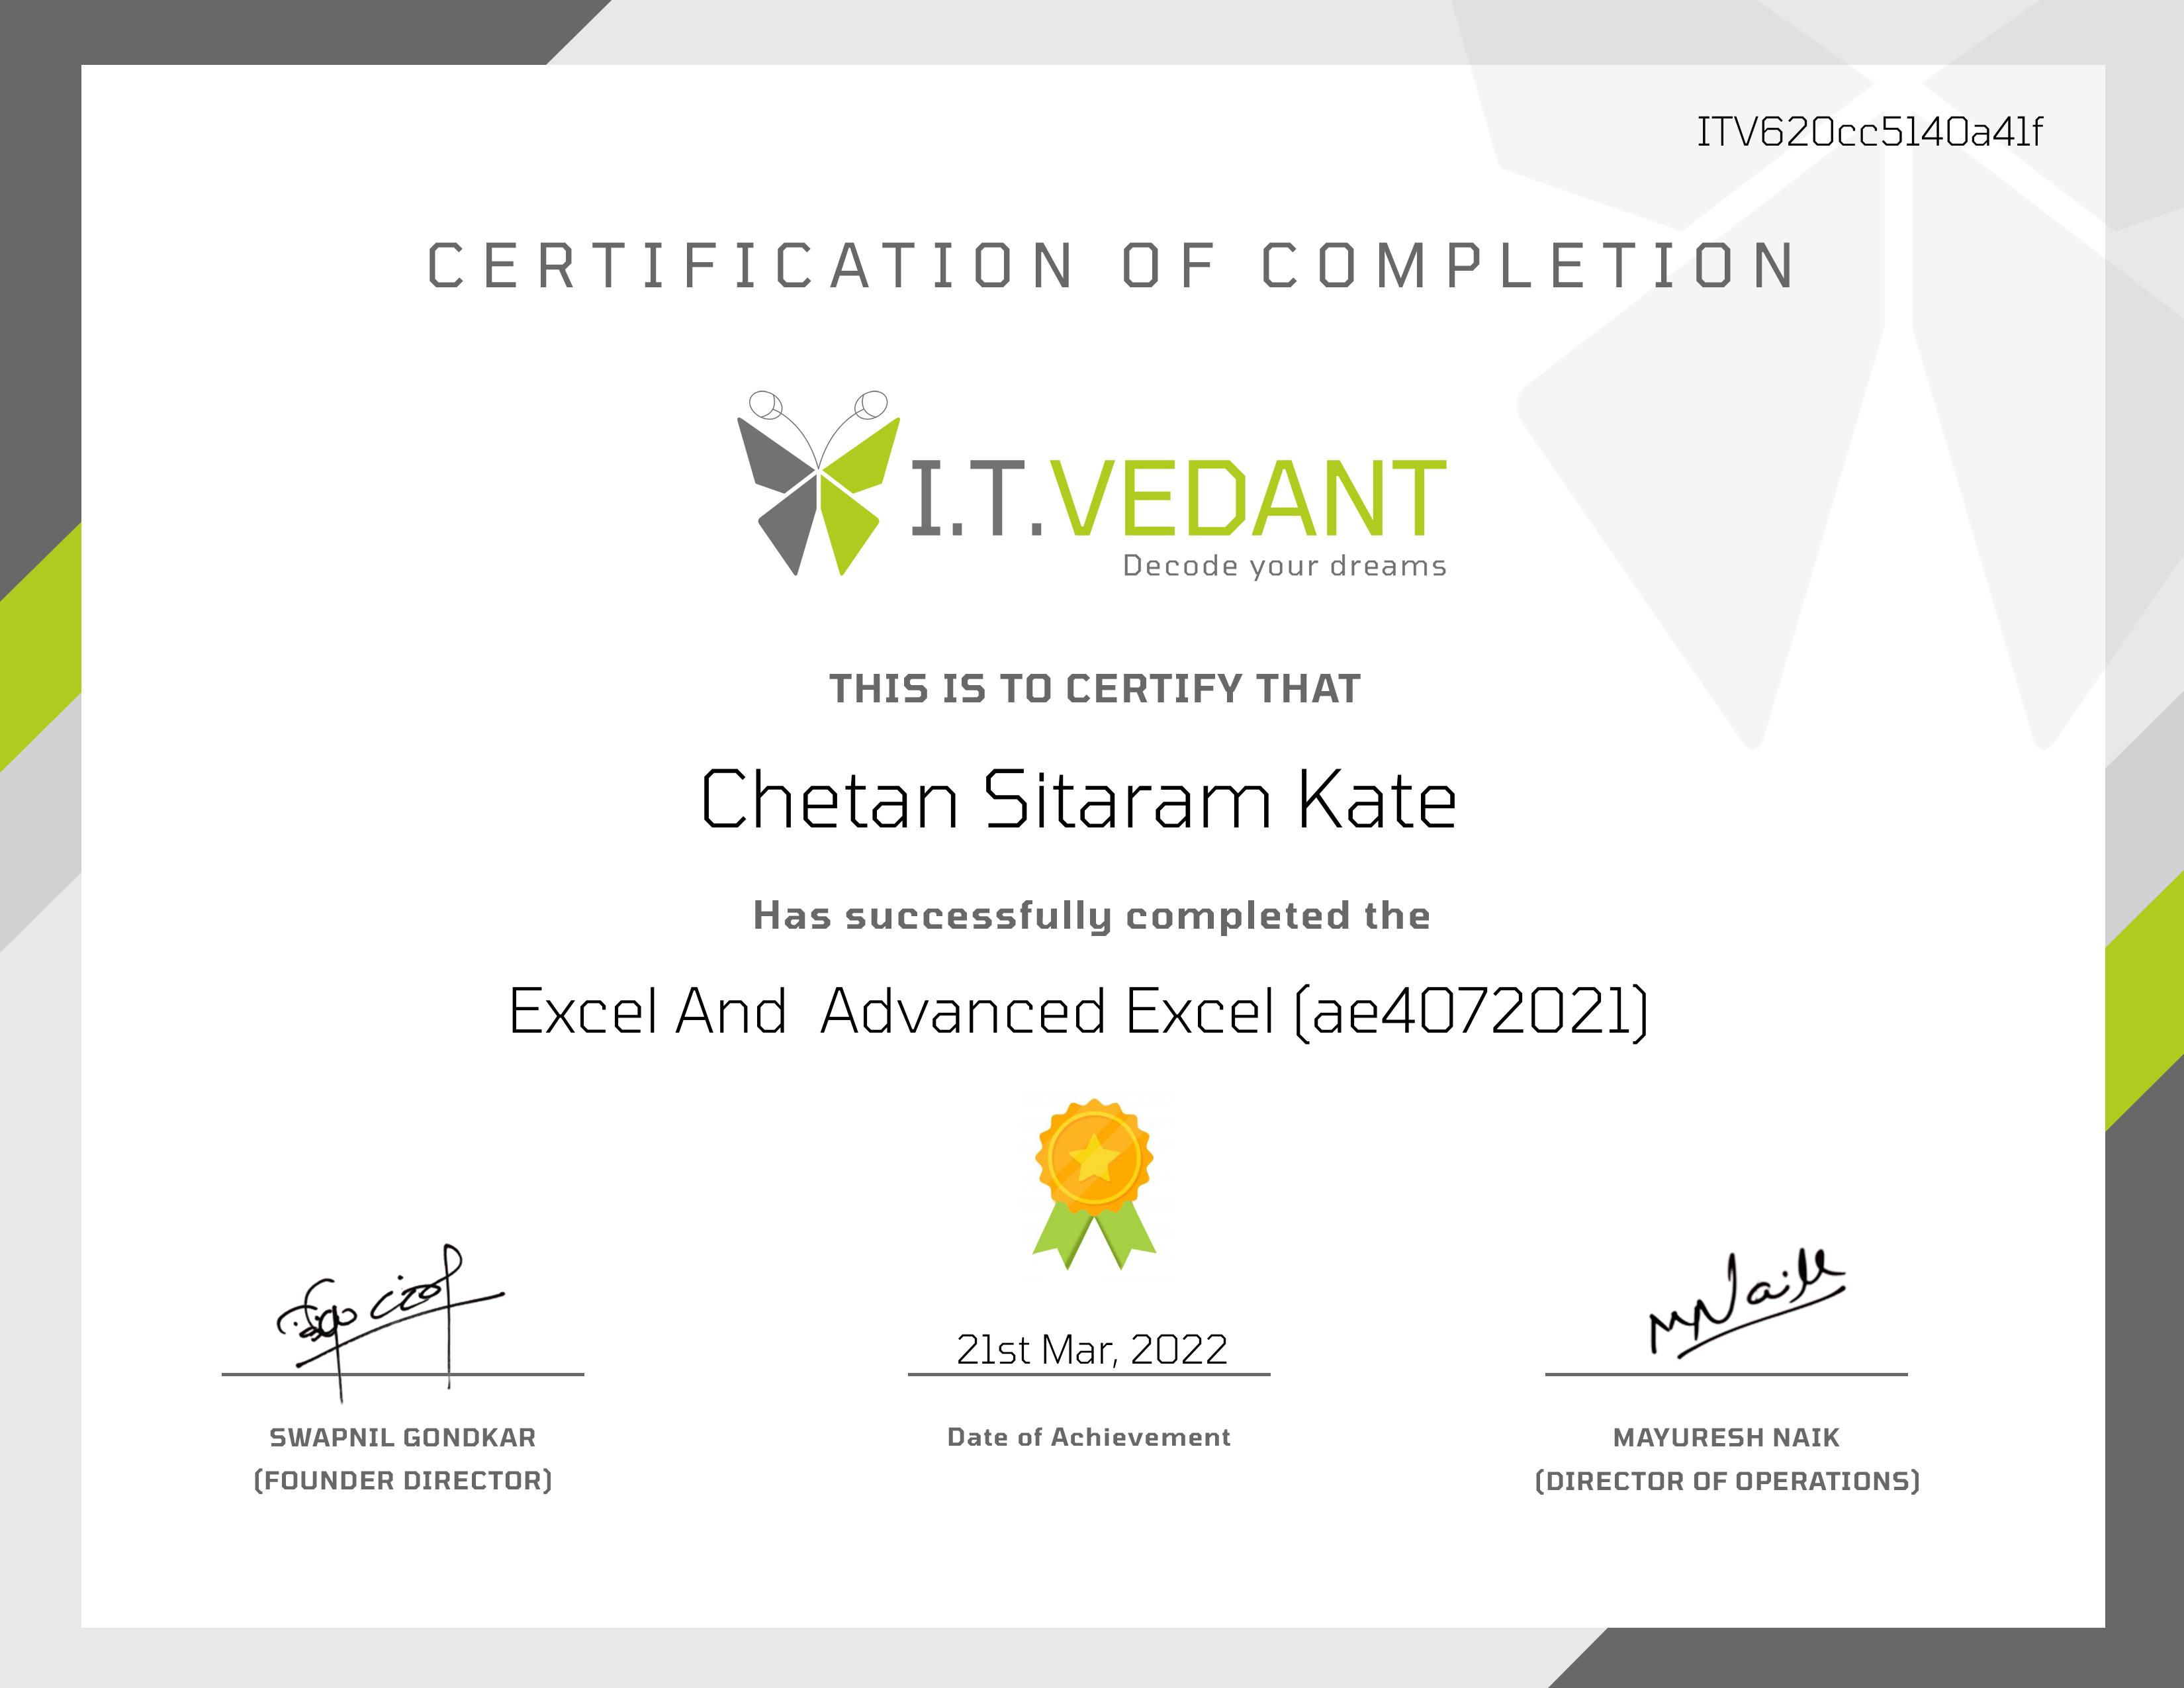 ITV620cc5140a41f
CERTIFICATION OF COMPLETION
I.T.VEDANT
Decode your dreams
THIS IS TO CERTIFY THAT
Chetan Sitaram Kate
Has successfully completed the
Excel And  Advanced Excel (ae4072021)
21st Mar, 2022
SWAPNIL GONDKAR
(FOUNDER DIRECTOR)
Date of Achievement
MAYURESH NAIK
(DIRECTOR OF OPERATIONS)